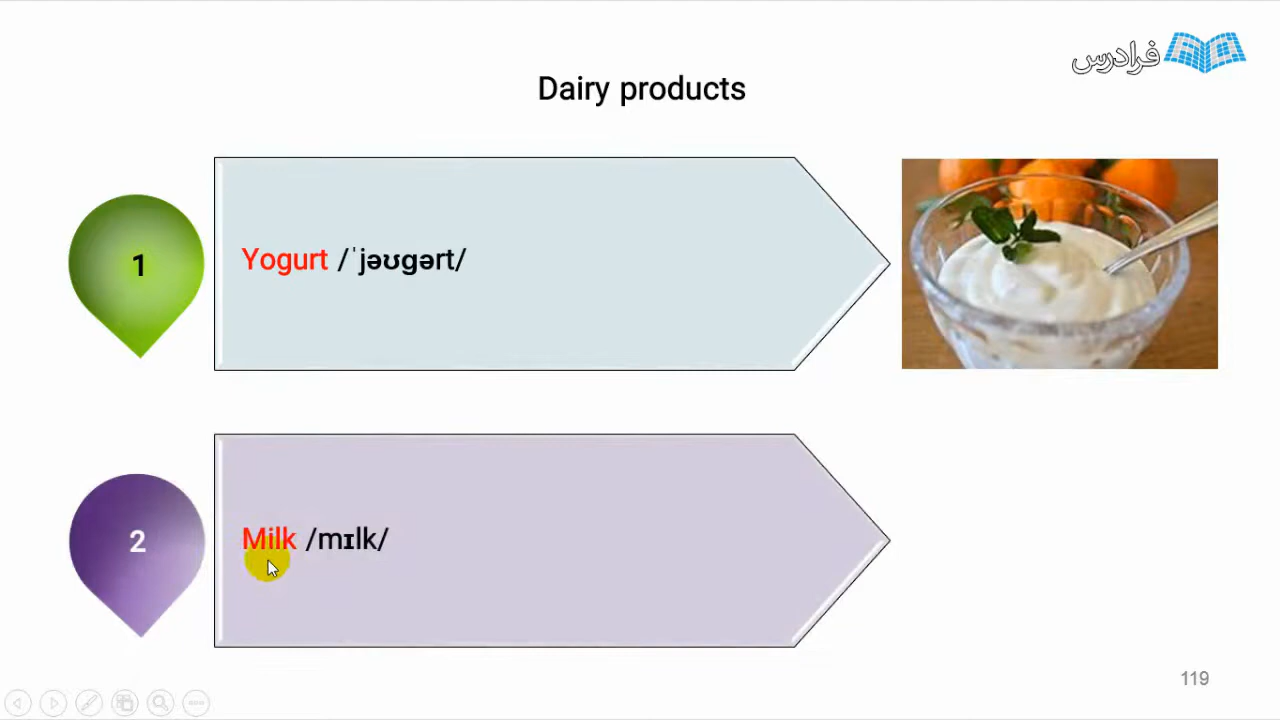 فرادرس
Dairy products
1
Yogurt /ˈjəʊgərt/
2
Milk /mɪlk/
119